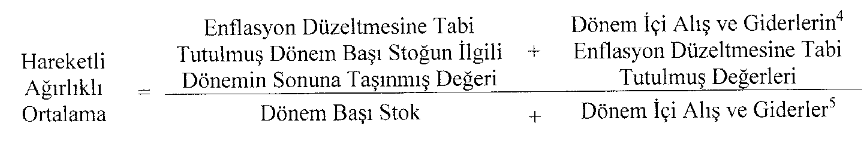 Hareketli Ağırlıklı Ortalama =
Enflasyon Düzeltmesine Tabi
Tutulmuş Dönem Başı Stoğun İlgili
Dönemin Sonuna Taşınmış Değeri
+
Dönem İçi Alış ve Giderlerin⁴
Enflasyon Düzeltmesine Tabi
Tutulmuş Değerleri
Dönem Başı Stok + Dönem İçi Alış ve Giderler⁵